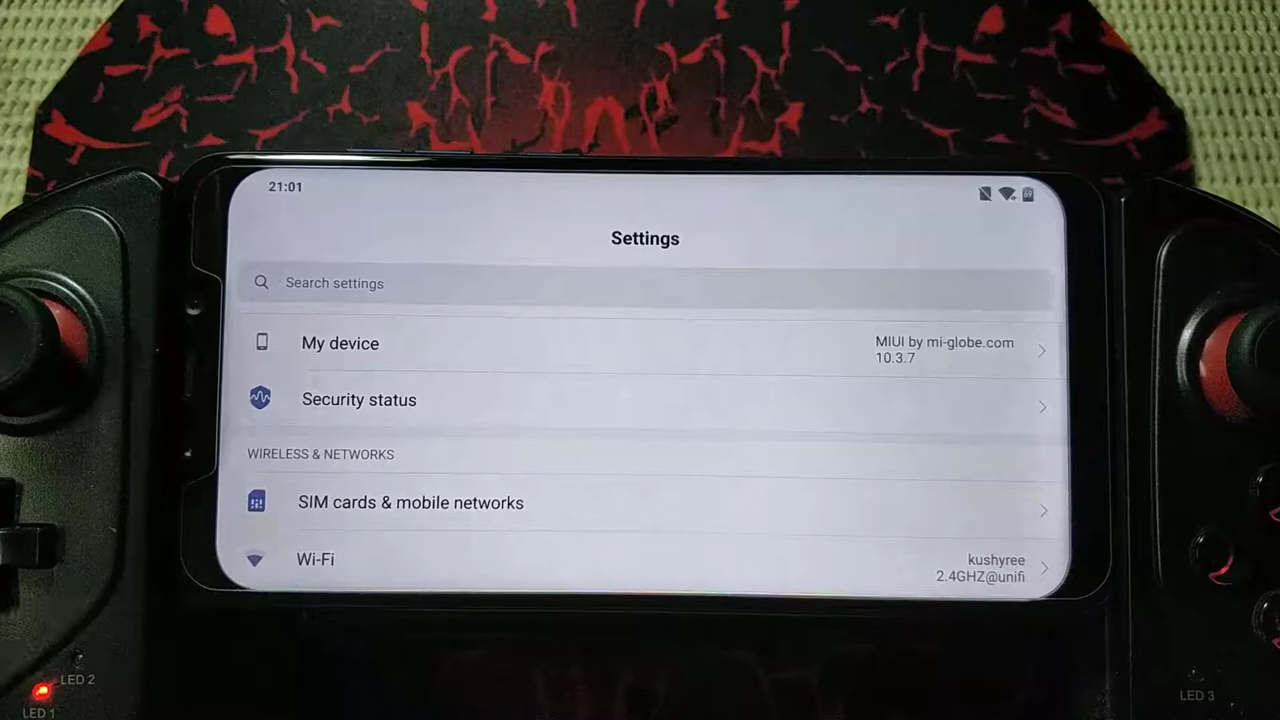 21:01
69
Settings
Search settings
My device
MIUI by mi-globe.com
10.3.7
Security status
WIRELESS & NETWORKS
SIM cards & mobile networks
Wi-Fi
kushyree
2.4GHZ@unifi
LED 2
LED 1
LED 3